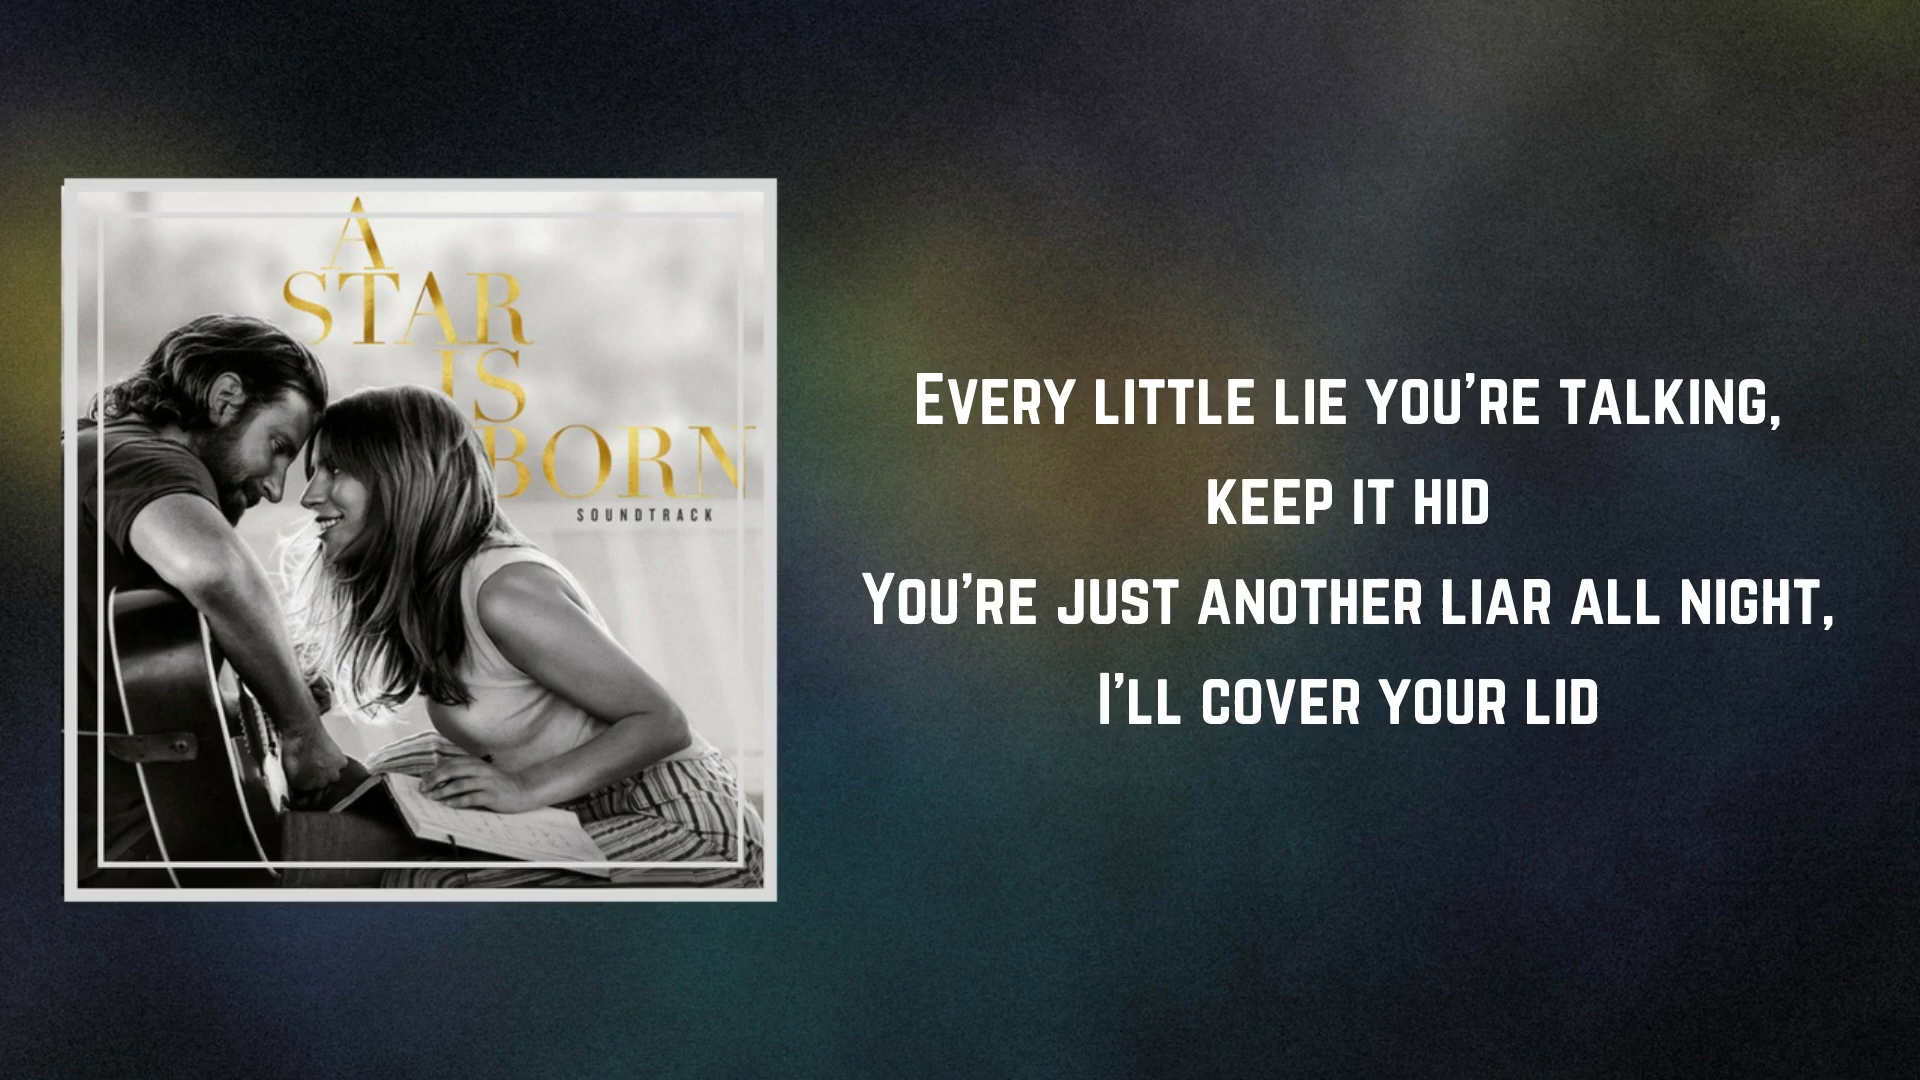 A
STAR
IS
BORN
SOUNDTRACK
Every little lie you’re talking,
keep it hid
You’re just another liar all night,
I’ll cover your lid